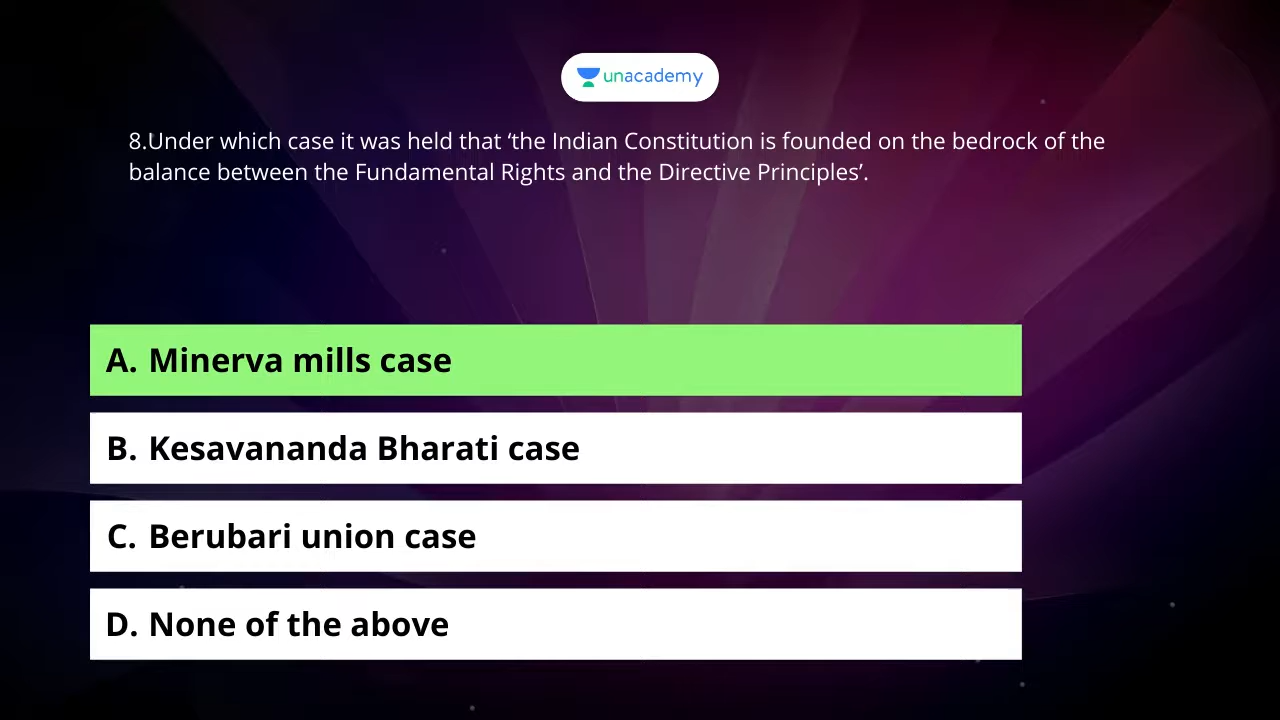 unacademy
8.Under which case it was held that ‘the Indian Constitution is founded on the bedrock of the
balance between the Fundamental Rights and the Directive Principles’.
A. Minerva mills case
B. Kesavananda Bharati case
C. Berubari union case
D. None of the above